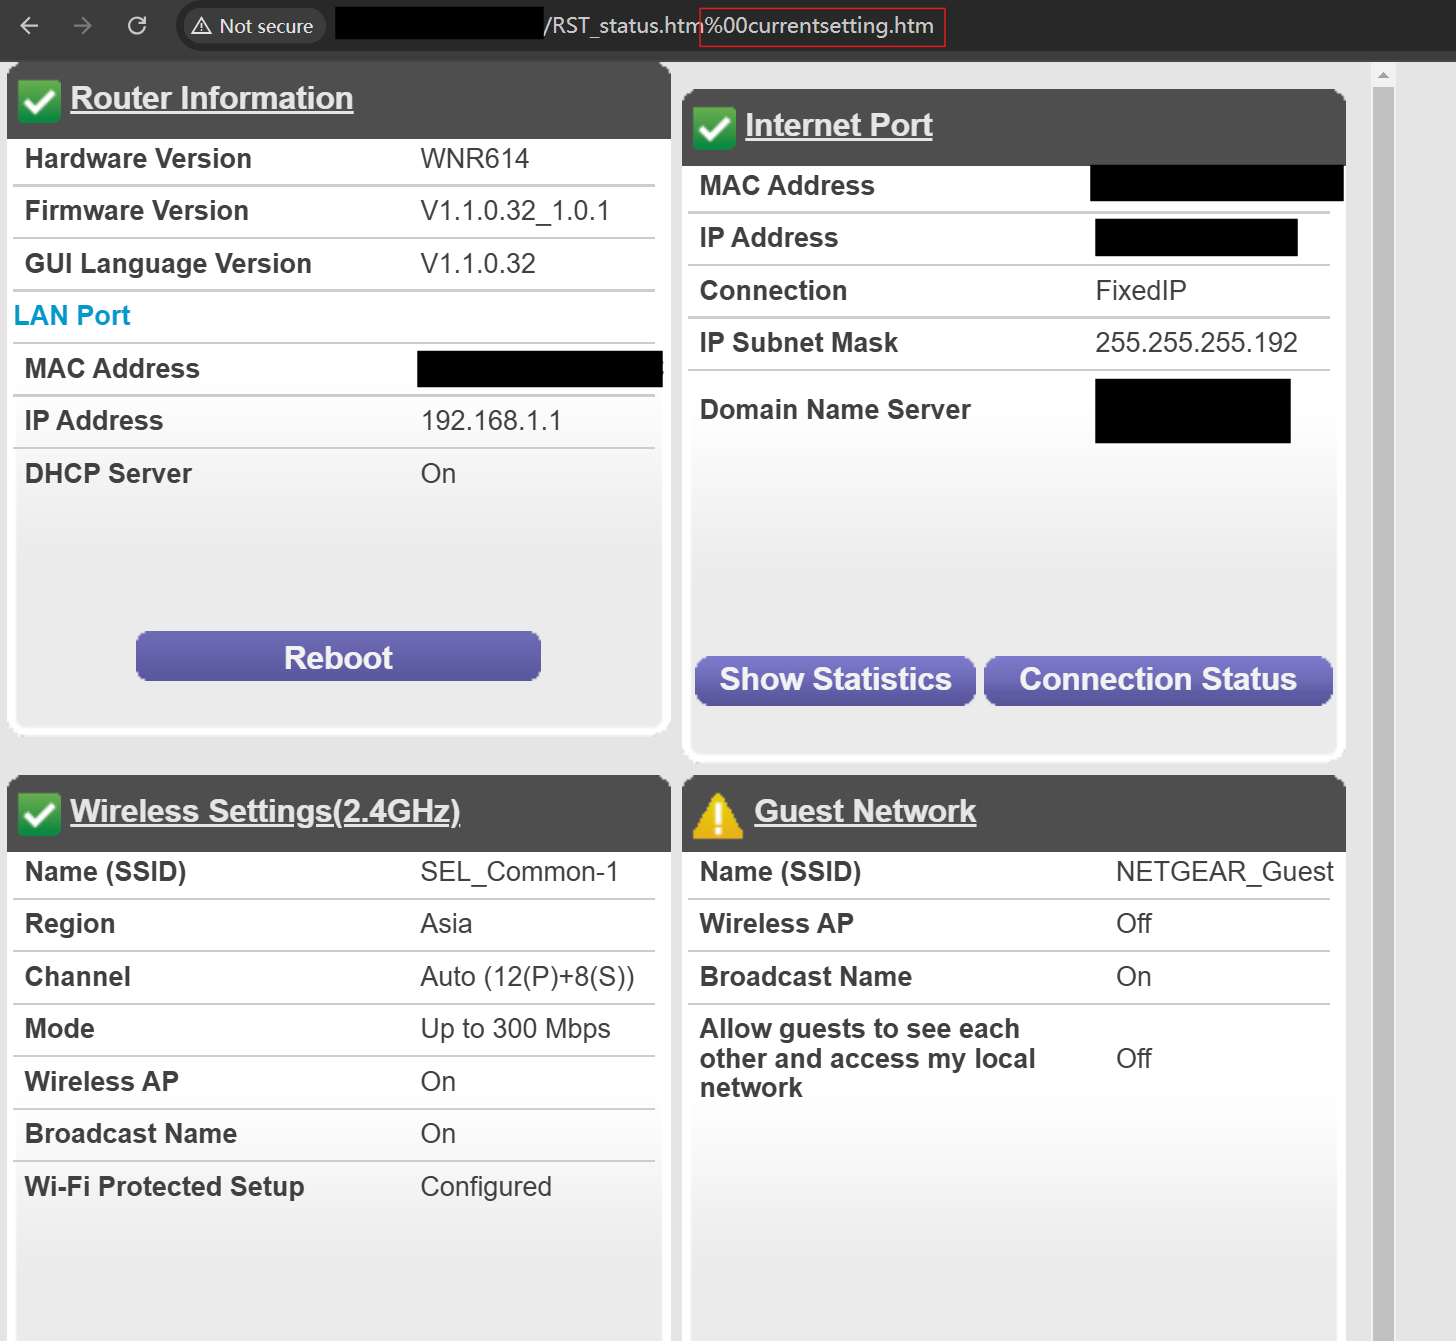 Not secure
/RST_status.htm%00currentsetting.htm
Router Information
Hardware Version WNR614
Firmware Version V1.1.0.32_1.0.1
GUI Language Version V1.1.0.32
LAN Port
MAC Address
IP Address 192.168.1.1
DHCP Server On
Reboot
Internet Port
MAC Address
IP Address
Connection FixedIP
IP Subnet Mask 255.255.255.192
Domain Name Server
Show Statistics Connection Status
Wireless Settings(2.4GHz)
Name (SSID) SEL_Common-1
Region Asia
Channel Auto (12(P)+8(S))
Mode Up to 300 Mbps
Wireless AP On
Broadcast Name On
Wi-Fi Protected Setup Configured
Guest Network
Name (SSID) NETGEAR_Guest
Wireless AP Off
Broadcast Name On
Allow guests to see each
other and access my local Off
network